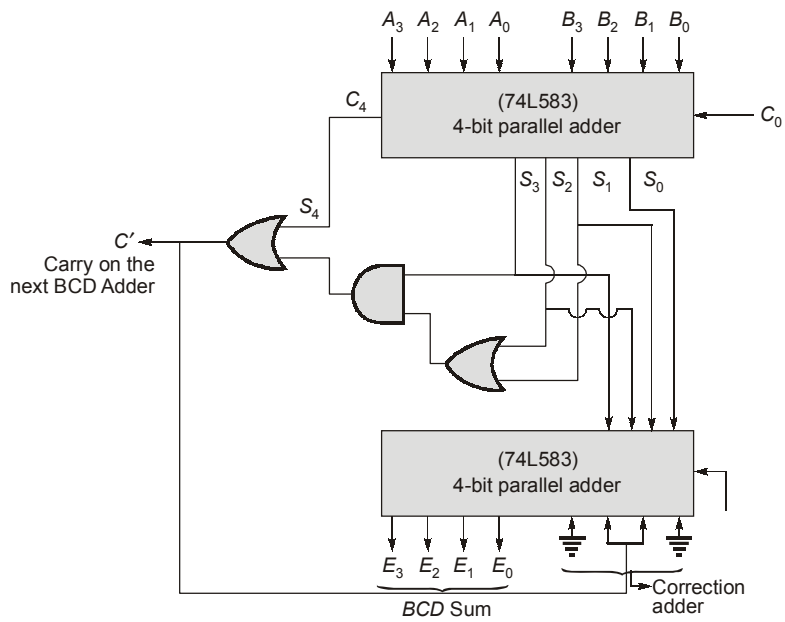 A3 A2 A1 A0 B3 B2 B1 B0
C4
(74L583)
4-bit parallel adder
C0
S3 S2 S1 S0
S4
C′
Carry on the
next BCD Adder
(74L583)
4-bit parallel adder
E3 E2 E1 E0
BCD Sum
Correction
adder